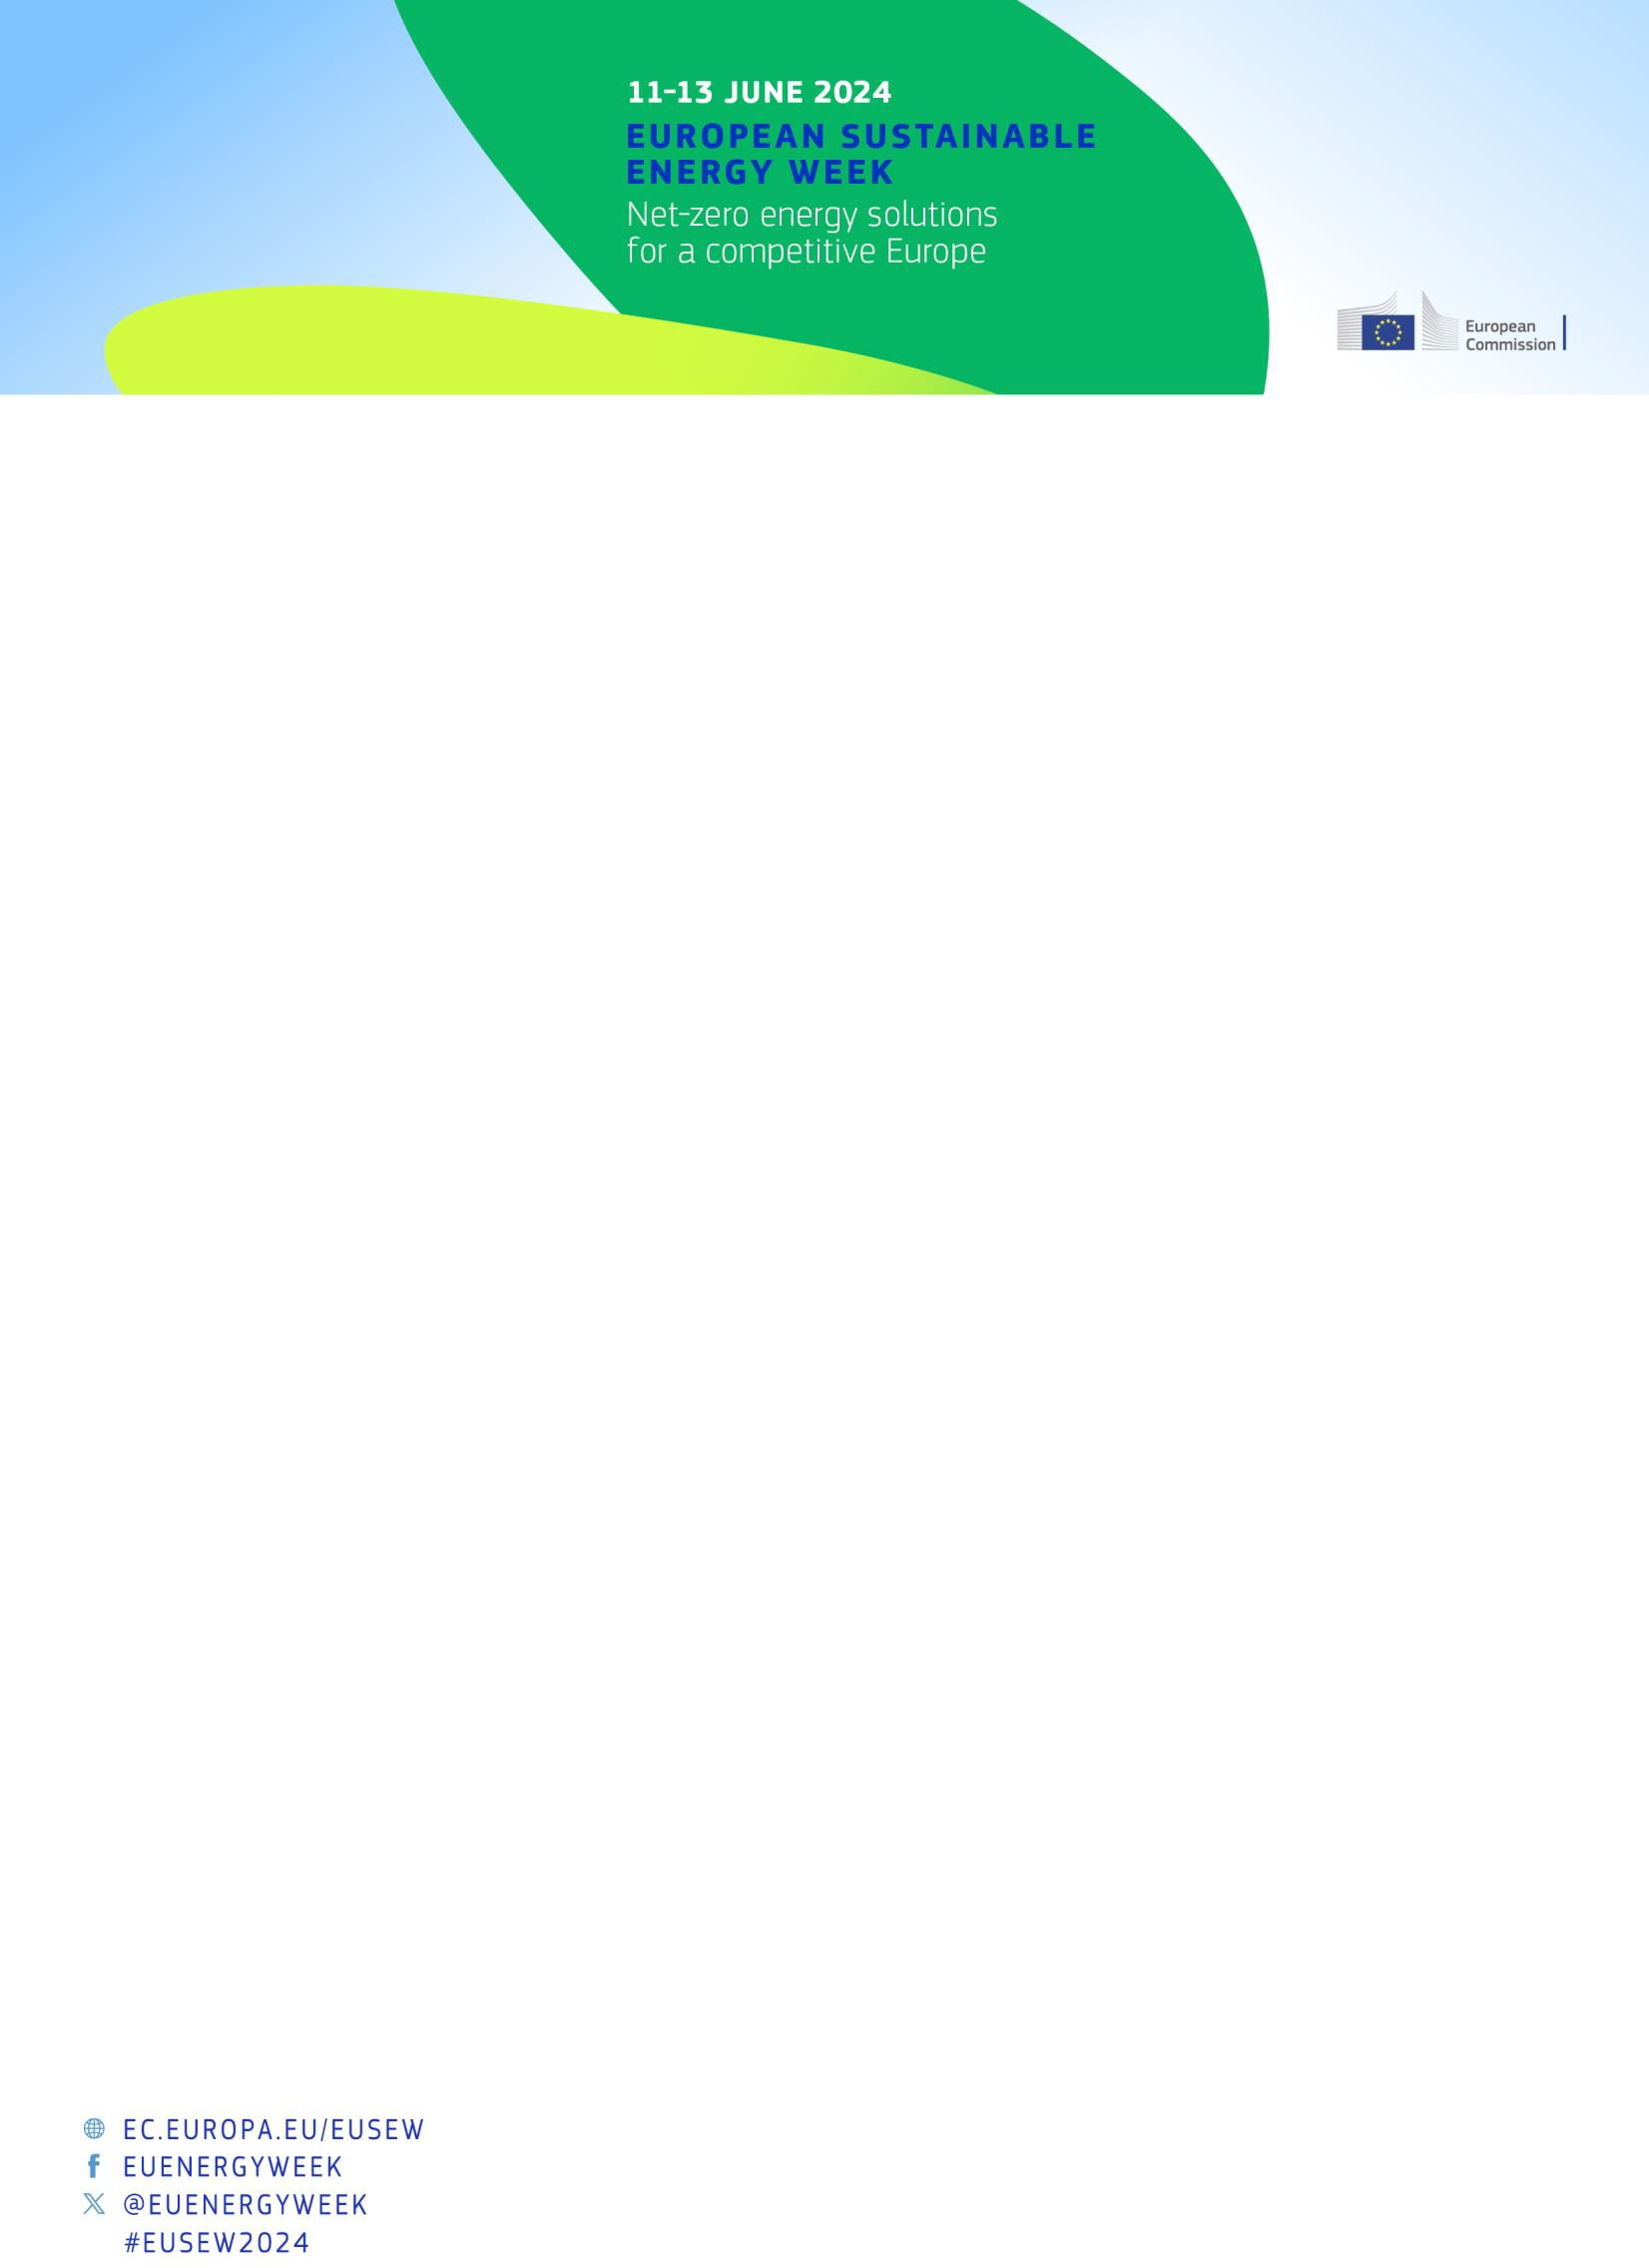 11-13 JUNE 2024
EUROPEAN SUSTAINABLE
ENERGY WEEK
Net-zero energy solutions
for a competitive Europe
European
Commission
EC.EUROPA.EU/EUSEW
EUENERGYWEEK
@EUENERGYWEEK
#EUSEW2024